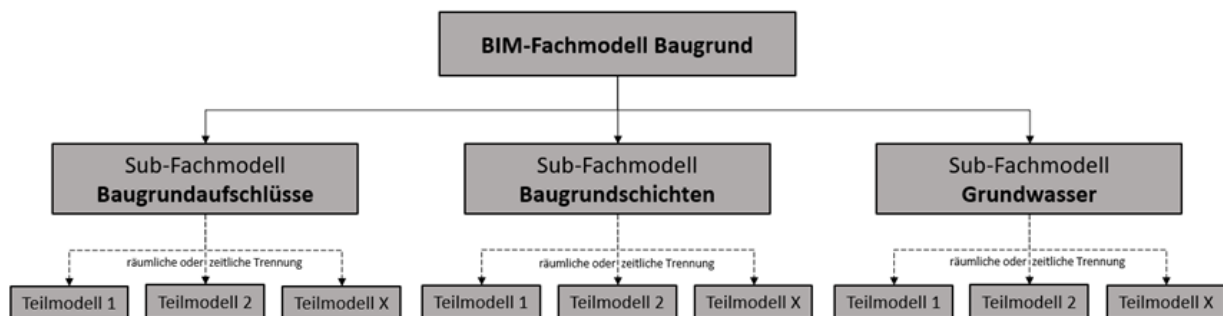 BIM-Fachmodell Baugrund
Sub-Fachmodell
Baugrundaufschlüsse
Sub-Fachmodell
Baugrundschichten
Sub-Fachmodell
Grundwasser
räumliche oder zeitliche Trennung
räumliche oder zeitliche Trennung
räumliche oder zeitliche Trennung
Teilmodell 1
Teilmodell 2
Teilmodell X
Teilmodell 1
Teilmodell 2
Teilmodell X
Teilmodell 1
Teilmodell 2
Teilmodell X